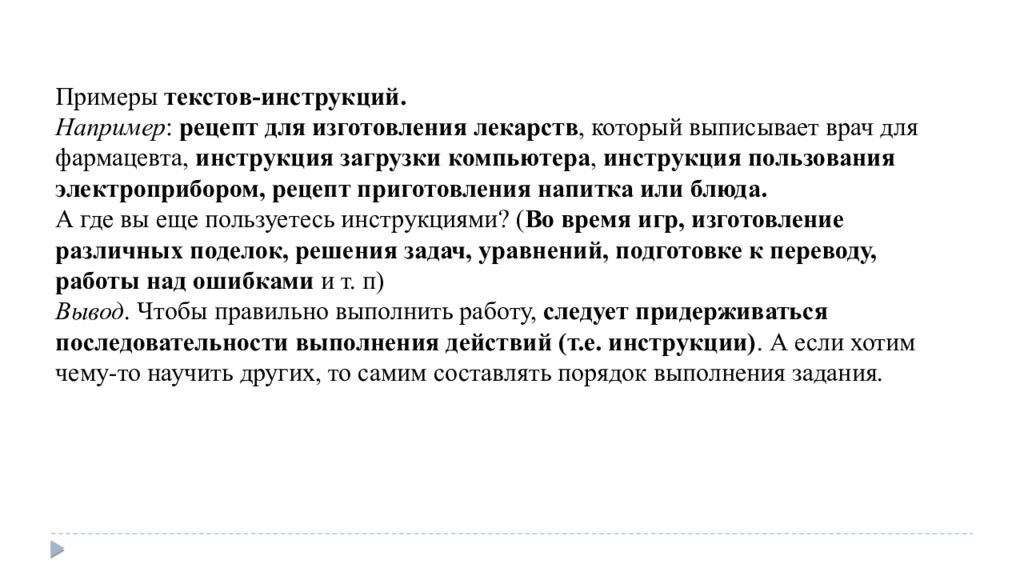 Примеры текстов-инструкций.
Например: рецепт для изготовления лекарств, который выписывает врач для
фармацевта, инструкция загрузки компьютера, инструкция пользования
электроприбором, рецепт приготовления напитка или блюда.
А где вы еще пользуетесь инструкциями? (Во время игр, изготовление
различных поделок, решения задач, уравнений, подготовке к переводу,
работы над ошибками и т. п)
Вывод. Чтобы правильно выполнить работу, следует придерживаться
последовательности выполнения действий (т.е. инструкции). А если хотим
чему-то научить других, то самим составлять порядок выполнения задания.